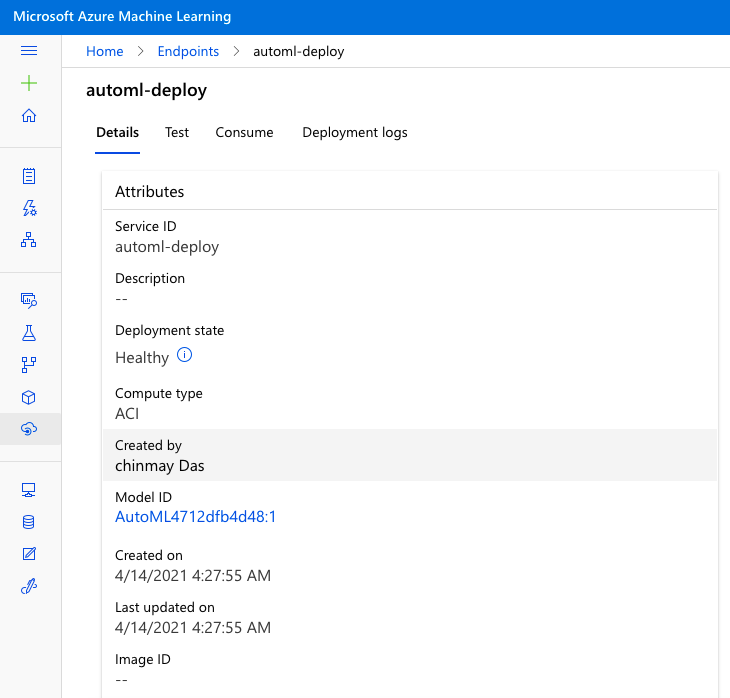 Microsoft Azure Machine Learning
Home > Endpoints > automl-deploy
automl-deploy
Details Test Consume Deployment logs
Attributes
Service ID
automl-deploy
Description
--
Deployment state
Healthy
Compute type
ACI
Created by
chinmay Das
Model ID
AutoML4712dfb4d48:1
Created on
4/14/2021 4:27:55 AM
Last updated on
4/14/2021 4:27:55 AM
Image ID
--